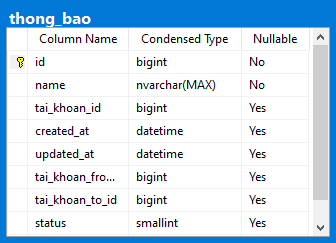 thong_bao
Column Name Condensed Type Nullable
id bigint No
name nvarchar(MAX) No
tai_khoan_id bigint Yes
created_at datetime Yes
updated_at datetime Yes
tai_khoan_fro... bigint Yes
tai_khoan_to_id bigint Yes
status smallint Yes